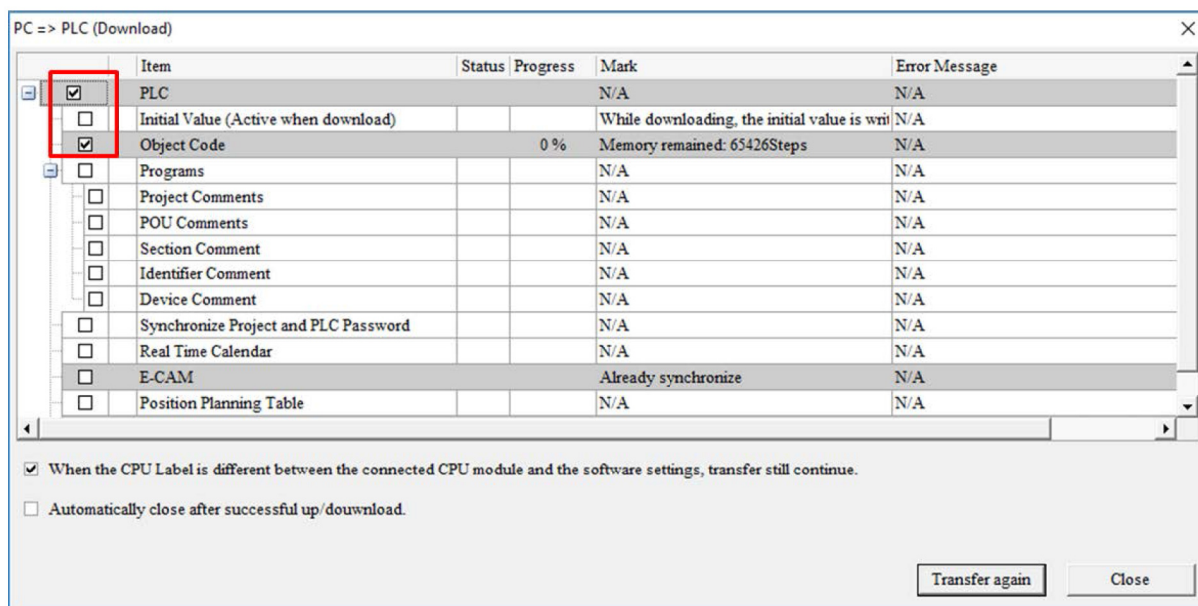 PC => PLC (Download)
Item Status Progress Mark Error Message
PLC N/A N/A
Initial Value (Active when download) While downloading, the initial value is writ N/A
Object Code 0 % Memory remained: 65426Steps N/A
Programs N/A N/A
Project Comments N/A N/A
POU Comments N/A N/A
Section Comment N/A N/A
Identifier Comment N/A N/A
Device Comment N/A N/A
Synchronize Project and PLC Password N/A N/A
Real Time Calendar N/A N/A
E-CAM Already synchronize N/A
Position Planning Table N/A N/A
When the CPU Label is different between the connected CPU module and the software settings, transfer still continue.
Automatically close after successful up/douwnload.
Transfer again Close